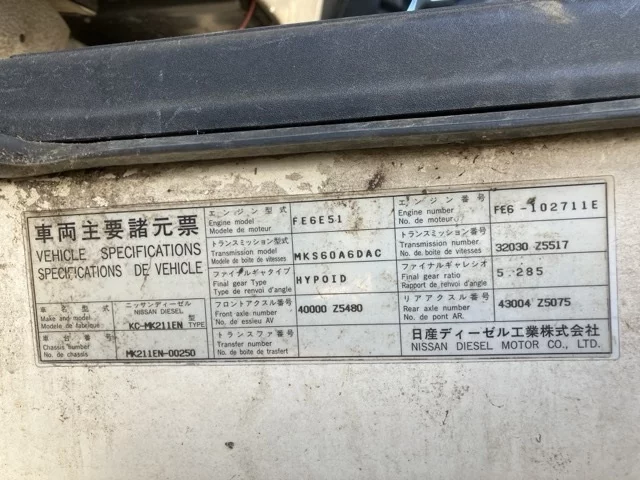 車両主要諸元票
VEHICLE SPECIFICATIONS
SPECIFICATIONS DE VEHICLE
車名型式
Make and model
Modèle de fabrique
ニッサンディーゼル
NISSAN DIESEL
KC-MK211EN
型
TYPE
車台番号
Chassis number
No. de chassis
MK211EN-00250
エンジン型式
Engine model
Modele de moteur
FE6E51
トランスミッション型式
Transmission model
Modele de boite de vitesses
MKS60A6DAC
ファイナルギヤタイプ
Final gear Type
Type de renvoi d'angle
HYPOID
フロントアクスル番号
Front axle number
No. de essieu AV
40000 Z5480
トランスファ番号
Transfer number
No. de boite de trasfert
エンジン番号
Engine number
No. de moteur
FE6 102711E
トランスミッション番号
Transmission number
No. de boite de vitesses
32030 Z5517
ファイナルギャレシオ
Final gear ratio
Rapport de renvoi d'angle
5.285
リアアクスル番号
Rear axle number
No. de pont AR.
43004 Z5075
日産ディーゼル工業株式会社
NISSAN DIESEL MOTOR CO., LTD.